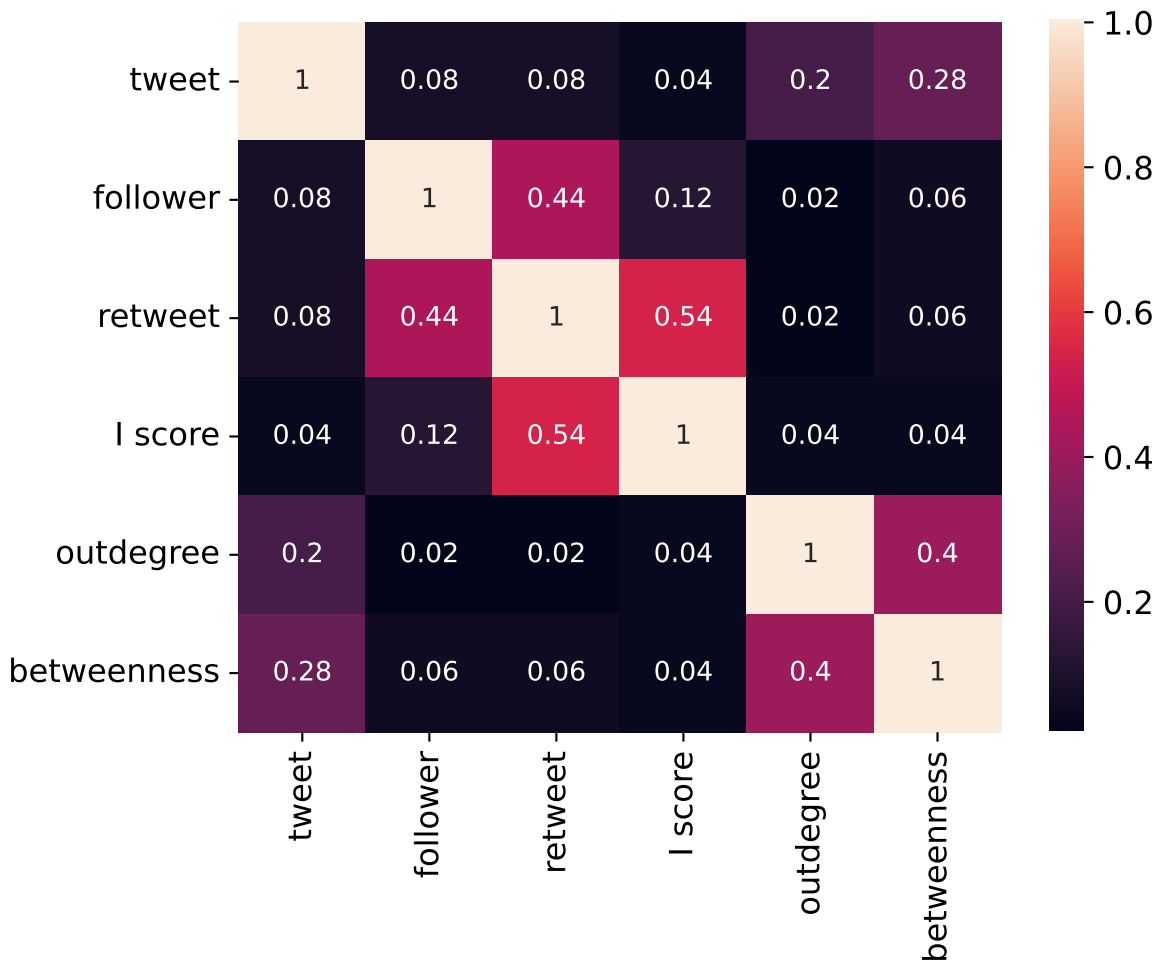 tweet 1 0.08 0.08 0.04 0.2 0.28
follower 0.08 1 0.44 0.12 0.02 0.06
retweet 0.08 0.44 1 0.54 0.02 0.06
I score 0.04 0.12 0.54 1 0.04 0.04
outdegree 0.2 0.02 0.02 0.04 1 0.4
betweenness 0.28 0.06 0.06 0.04 0.4 1
tweet
follower
retweet
I score
outdegree
betweenness
1.0
0.8
0.6
0.4
0.2